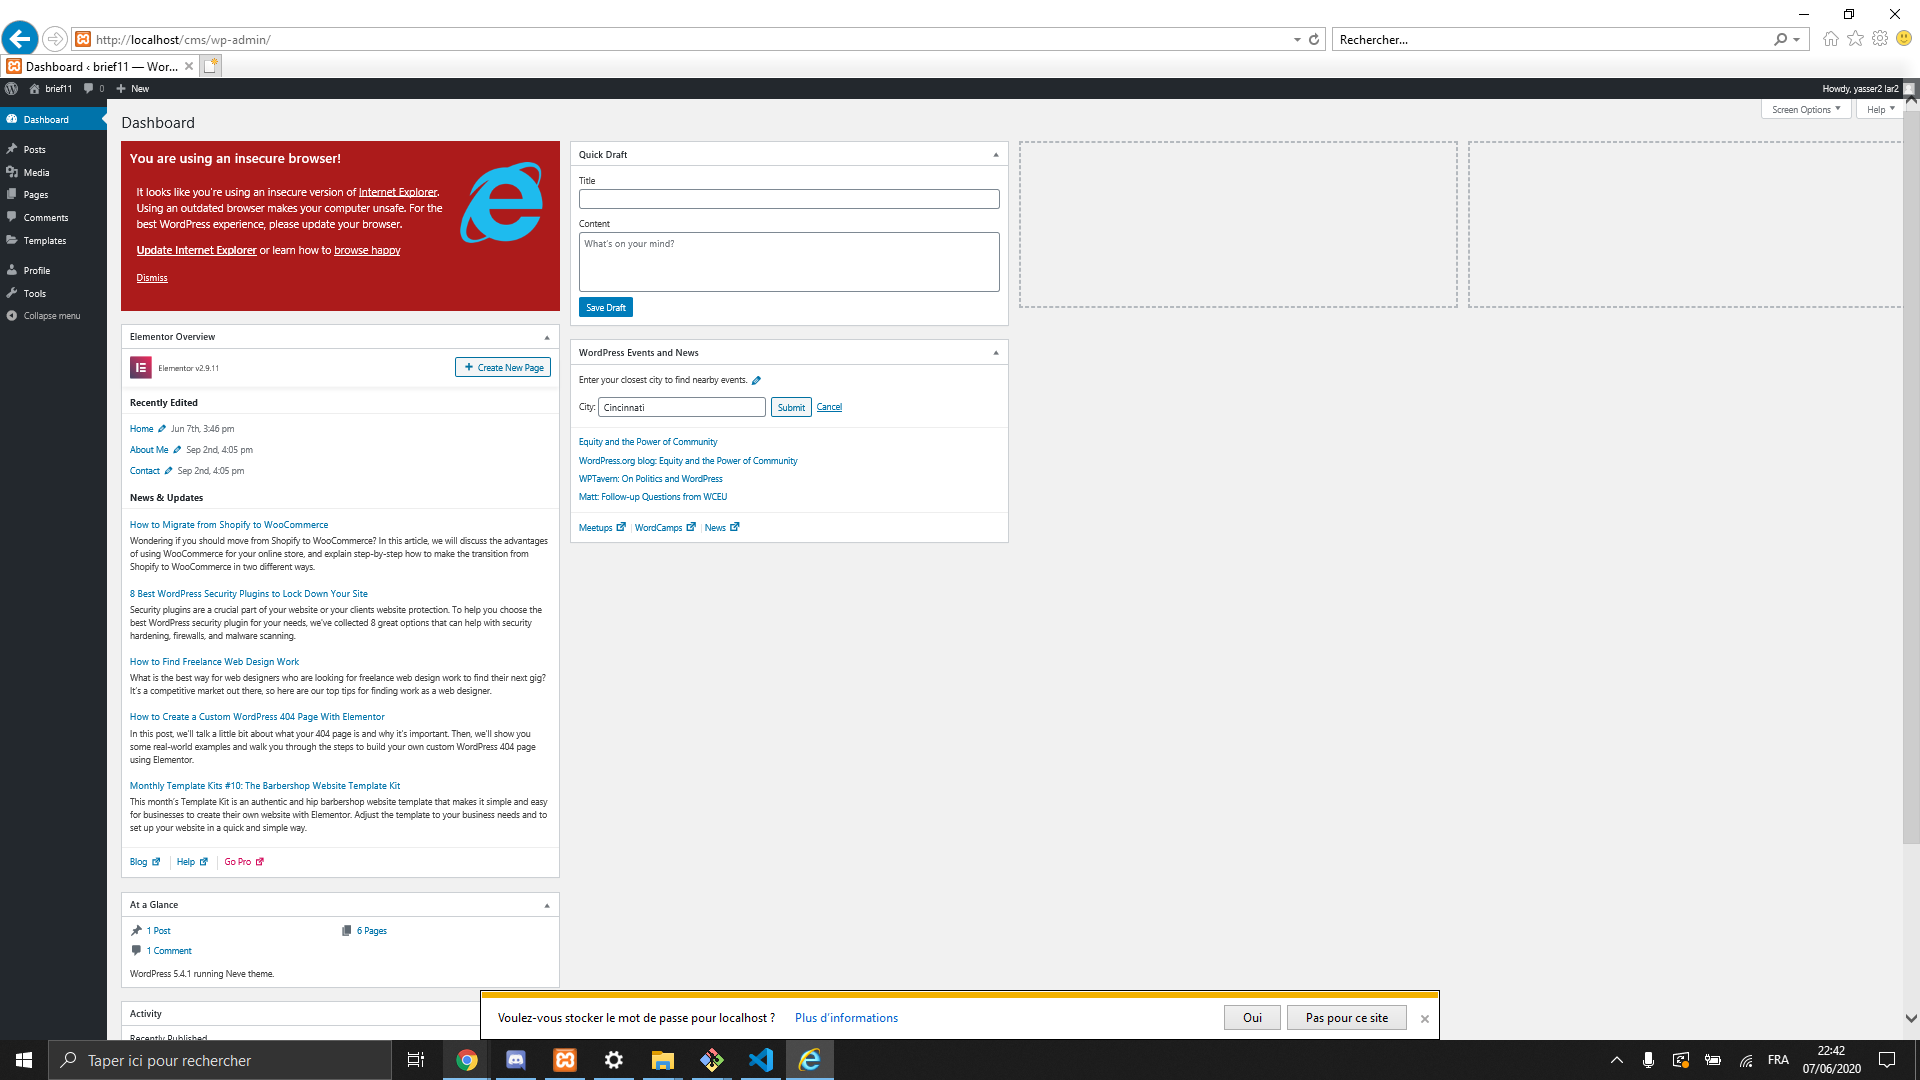 http://localhost/cms/wp-admin/
Rechercher...
Dashboard ‹ brief11 — Wor...
brief11
0
New
Howdy, yasser2 lar2
Dashboard
Posts
Media
Pages
Comments
Templates
Profile
Tools
Collapse menu
Screen Options
Help
Dashboard
You are using an insecure browser!
It looks like you're using an insecure version of Internet Explorer.
Using an outdated browser makes your computer unsafe. For the
best WordPress experience, please update your browser.
Update Internet Explorer or learn how to browse happy
Dismiss
Elementor Overview
Elementor v2.9.11
Create New Page
Recently Edited
Home Jun 7th, 3:46 pm
About Me Sep 2nd, 4:05 pm
Contact Sep 2nd, 4:05 pm
News & Updates
How to Migrate from Shopify to WooCommerce
Wondering if you should move from Shopify to WooCommerce? In this article, we will discuss the advantages
of using WooCommerce for your online store, and explain step-by-step how to make the transition from
Shopify to WooCommerce in two different ways.
8 Best WordPress Security Plugins to Lock Down Your Site
Security plugins are a crucial part of your website or your clients website protection. To help you choose the
best WordPress security plugin for your needs, we've collected 8 great options that can help with security
hardening, firewalls, and malware scanning.
How to Find Freelance Web Design Work
What is the best way for web designers who are looking for freelance web design work to find their next gig?
It's a competitive market out there, so here are our top tips for finding work as a web designer.
How to Create a Custom WordPress 404 Page With Elementor
In this post, we'll talk a little bit about what your 404 page is and why it's important. Then, we'll show you
some real-world examples and walk you through the steps to build your own custom WordPress 404 page
using Elementor.
Monthly Template Kits #10: The Barbershop Website Template Kit
This month's Template Kit is an authentic and hip barbershop website template that makes it simple and easy
for businesses to create their own website with Elementor. Adjust the template to your business needs and to
set up your website in a quick and simple way.
Blog
Help
Go Pro
At a Glance
1 Post
6 Pages
1 Comment
WordPress 5.4.1 running Neve theme.
Activity
Recently Published
Quick Draft
Title
Content
What's on your mind?
Save Draft
WordPress Events and News
Enter your closest city to find nearby events.
City: Cincinnati Submit Cancel
Equity and the Power of Community
WordPress.org blog: Equity and the Power of Community
WPTavern: On Politics and WordPress
Matt: Follow-up Questions from WCEU
Meetups
WordCamps
News
Voulez-vous stocker le mot de passe pour localhost ? Plus d'informations
Oui
Pas pour ce site
Taper ici pour rechercher
FRA
22:42
07/06/2020